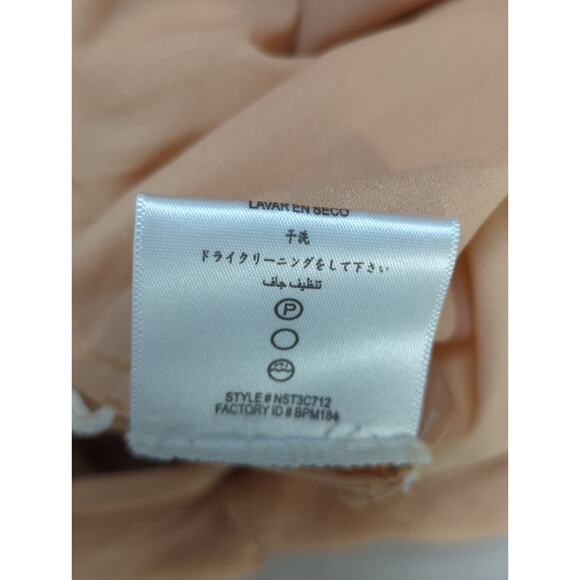 LAVAR EN SECO
干洗
ドライクリーニングをして下さい
تنظيف جاف
P
STYLE # NST3C712
FACTORY ID # BPM184